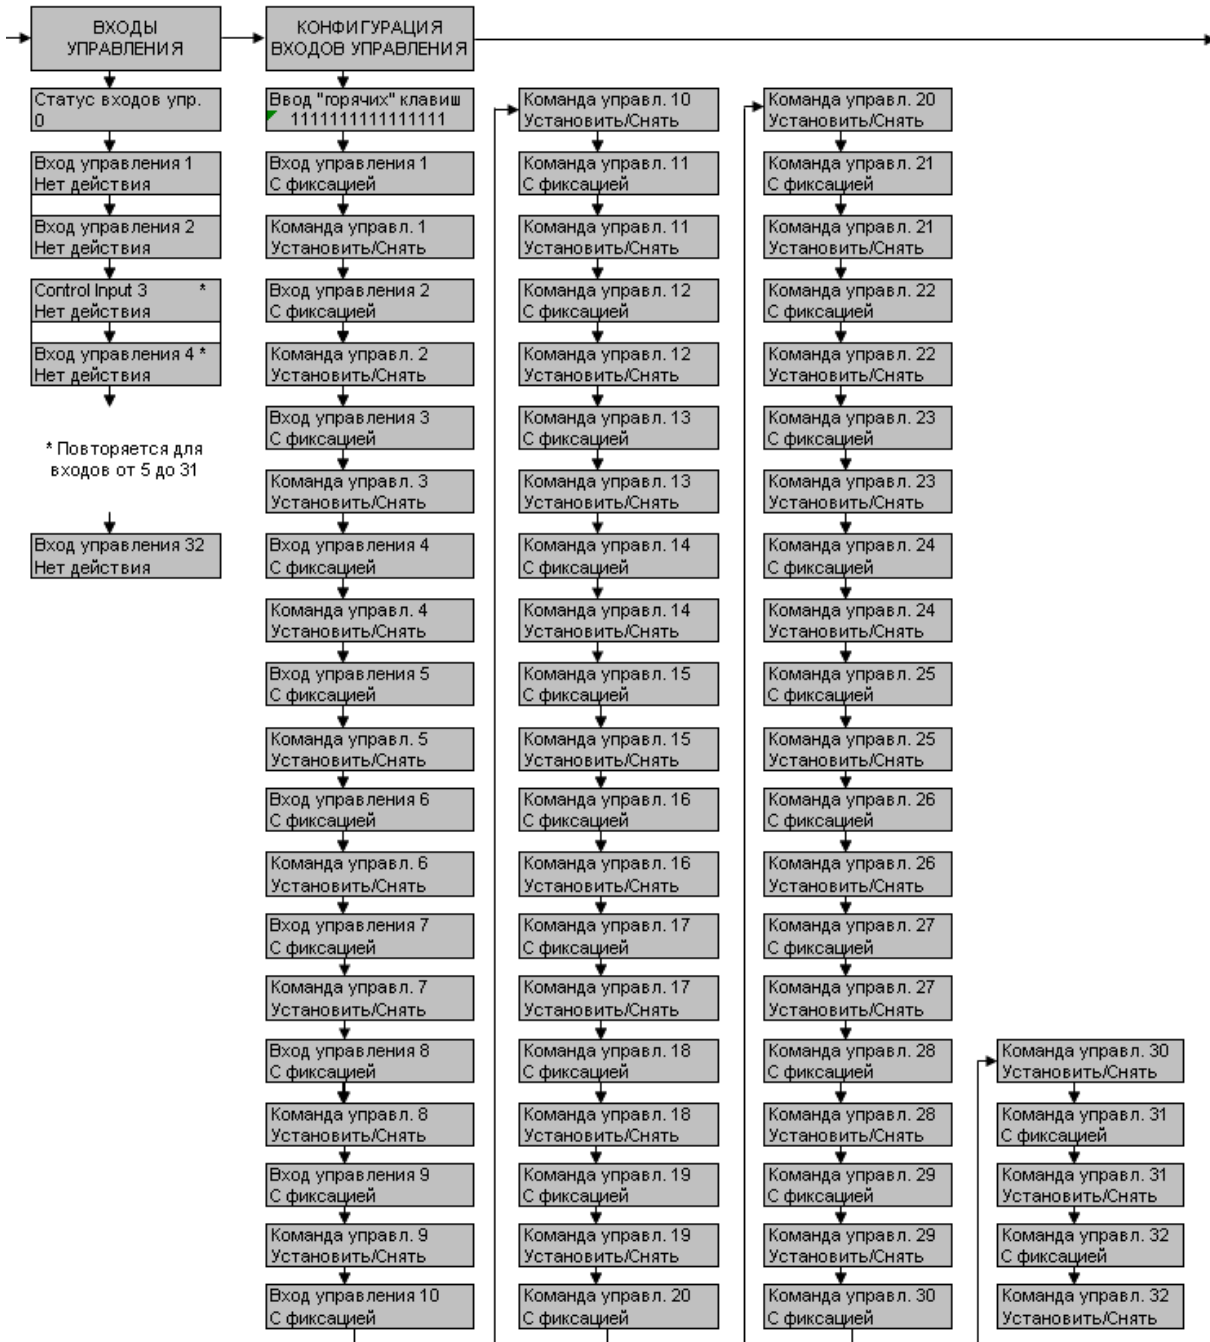 ВХОДЫ
УПРАВЛЕНИЯ
Статус входов упр.
0
Вход управления 1
Нет действия
Вход управления 2
Нет действия
Control Input 3 *
Нет действия
Вход управления 4 *
Нет действия
* Повторяется для
входов от 5 до 31
Вход управления 32
Нет действия
КОНФИГУРАЦИЯ
ВХОДОВ УПРАВЛЕНИЯ
Ввод "горячих" клавиш
1111111111111111
Вход управления 1
С фиксацией
Команда управл. 1
Установить/Снять
Вход управления 2
С фиксацией
Команда управл. 2
Установить/Снять
Вход управления 3
С фиксацией
Команда управл. 3
Установить/Снять
Вход управления 4
С фиксацией
Команда управл. 4
Установить/Снять
Вход управления 5
С фиксацией
Команда управл. 5
Установить/Снять
Вход управления 6
С фиксацией
Команда управл. 6
Установить/Снять
Вход управления 7
С фиксацией
Команда управл. 7
Установить/Снять
Вход управления 8
С фиксацией
Команда управл. 8
Установить/Снять
Вход управления 9
С фиксацией
Команда управл. 9
Установить/Снять
Вход управления 10
С фиксацией
Команда управл. 10
Установить/Снять
Команда управл. 11
С фиксацией
Команда управл. 11
Установить/Снять
Команда управл. 12
С фиксацией
Команда управл. 12
Установить/Снять
Команда управл. 13
С фиксацией
Команда управл. 13
Установить/Снять
Команда управл. 14
С фиксацией
Команда управл. 14
Установить/Снять
Команда управл. 15
С фиксацией
Команда управл. 15
Установить/Снять
Команда управл. 16
С фиксацией
Команда управл. 16
Установить/Снять
Команда управл. 17
С фиксацией
Команда управл. 17
Установить/Снять
Команда управл. 18
С фиксацией
Команда управл. 18
Установить/Снять
Команда управл. 19
С фиксацией
Команда управл. 19
Установить/Снять
Команда управл. 20
С фиксацией
Команда управл. 20
Установить/Снять
Команда управл. 21
С фиксацией
Команда управл. 21
Установить/Снять
Команда управл. 22
С фиксацией
Команда управл. 22
Установить/Снять
Команда управл. 23
С фиксацией
Команда управл. 23
Установить/Снять
Команда управл. 24
С фиксацией
Команда управл. 24
Установить/Снять
Команда управл. 25
С фиксацией
Команда управл. 25
Установить/Снять
Команда управл. 26
С фиксацией
Команда управл. 26
Установить/Снять
Команда управл. 27
С фиксацией
Команда управл. 27
Установить/Снять
Команда управл. 28
С фиксацией
Команда управл. 28
Установить/Снять
Команда управл. 29
С фиксацией
Команда управл. 29
Установить/Снять
Команда управл. 30
С фиксацией
Команда управл. 30
Установить/Снять
Команда управл. 31
С фиксацией
Команда управл. 31
Установить/Снять
Команда управл. 32
С фиксацией
Команда управл. 32
Установить/Снять